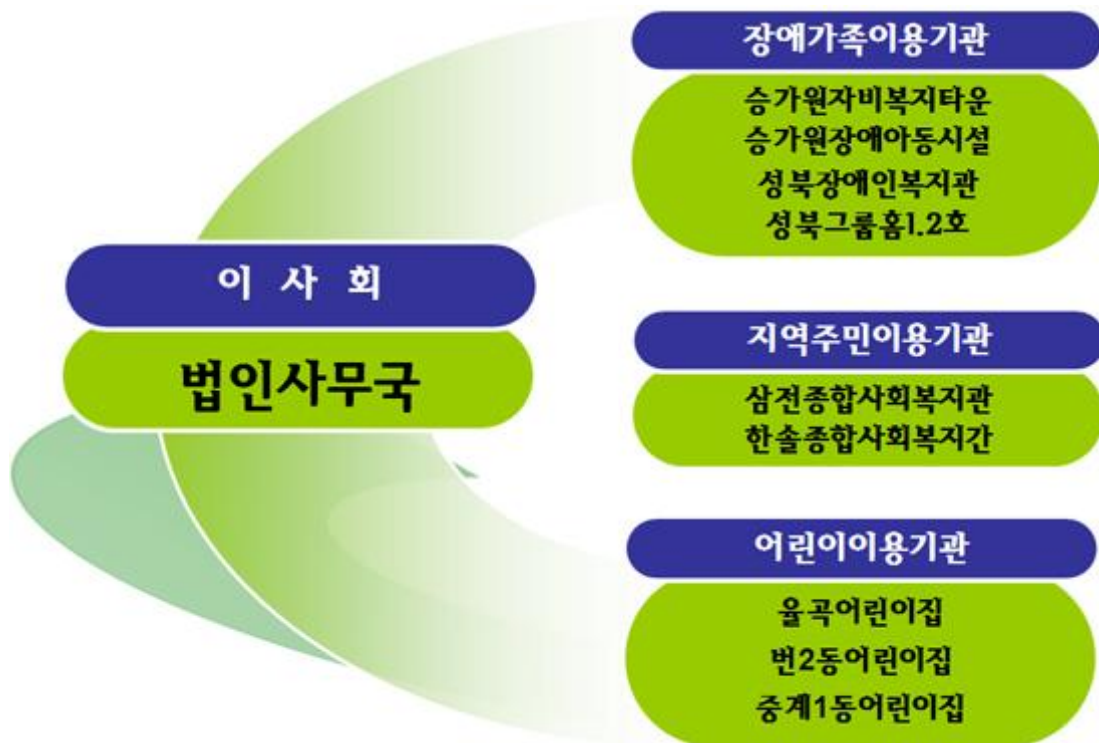 이 사 회
법인사무국
장애가족이용기관
승가원자비복지타운
승가원장애아동시설
성북장애인복지관
성북그룹홈1.2호
지역주민이용기관
삼전종합사회복지관
한솔종합사회복지간
어린이이용기관
율곡어린이집
번2동어린이집
중계1동어린이집